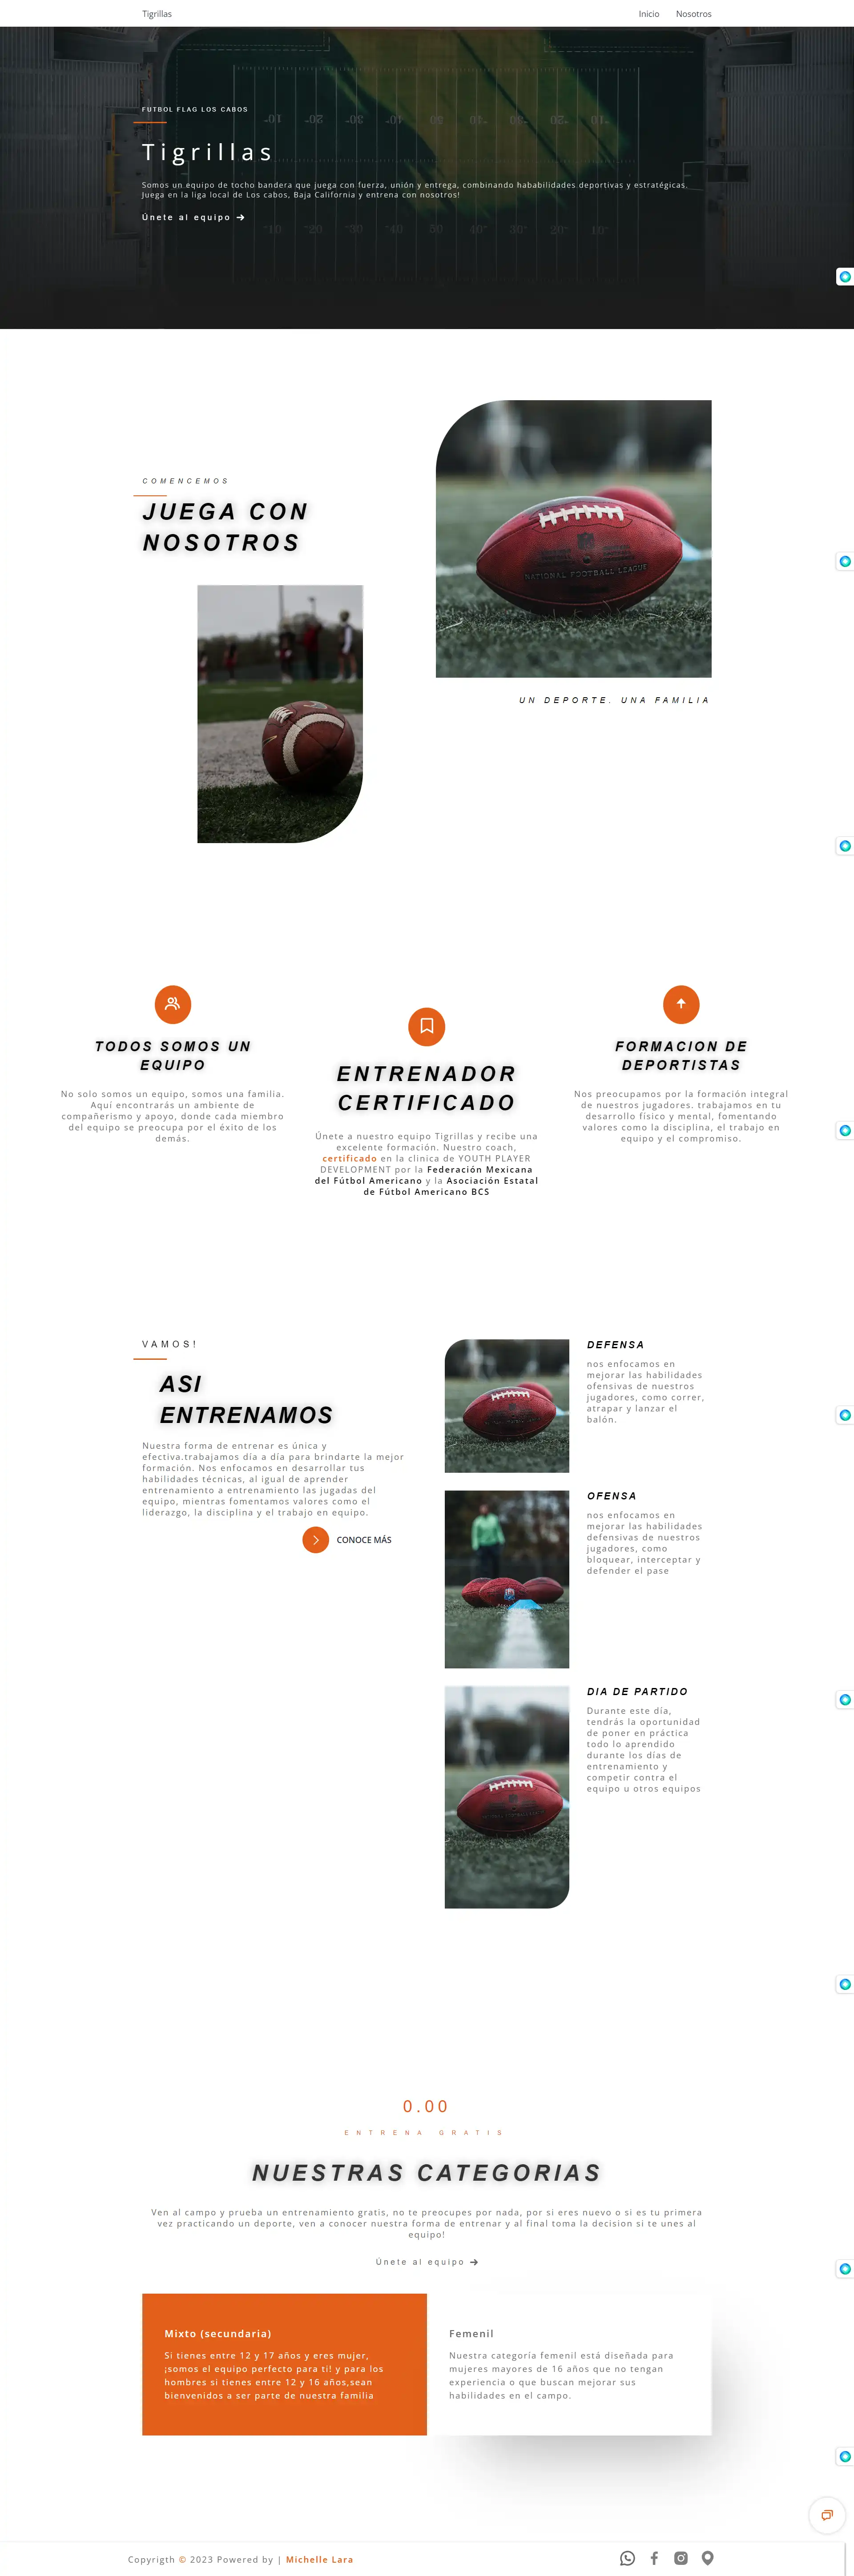 Tigrillas
Inicio Nosotros
FUTBOL FLAG LOS CABOS
Tigrillas
Somos un equipo de tocho bandera que juega con fuerza, unión y entrega, combinando hababilidades deportivas y estratégicas.
Juega en la liga local de Los cabos, Baja California y entrena con nosotros!
Únete al equipo
COMENCEMOS
JUEGA CON
NOSOTROS
NATIONAL FOOTBALL LEAGUE
UN DEPORTE. UNA FAMILIA
TODOS SOMOS UN
EQUIPO
No solo somos un equipo, somos una familia.
Aquí encontrarás un ambiente de
compañerismo y apoyo, donde cada miembro
del equipo se preocupa por el éxito de los
demás.
ENTRENADOR
CERTIFICADO
Únete a nuestro equipo Tigrillas y recibe una
excelente formación. Nuestro coach,
certificado en la clinica de YOUTH PLAYER
DEVELOPMENT por la Federación Mexicana
del Fútbol Americano y la Asociación Estatal
de Fútbol Americano BCS
FORMACION DE
DEPORTISTAS
Nos preocupamos por la formación integral
de nuestros jugadores. trabajamos en tu
desarrollo físico y mental, fomentando
valores como la disciplina, el trabajo en
equipo y el compromiso.
VAMOS!
ASI
ENTRENAMOS
Nuestra forma de entrenar es única y
efectiva.trabajamos día a día para brindarte la mejor
formación. Nos enfocamos en desarrollar tus
habilidades técnicas, al igual de aprender
entrenamiento a entrenamiento las jugadas del
equipo, mientras fomentamos valores como el
liderazgo, la disciplina y el trabajo en equipo.
CONOCE MÁS
DEFENSA
nos enfocamos en
mejorar las habilidades
ofensivas de nuestros
jugadores, como correr,
atrapar y lanzar el
balón.
OFENSA
nos enfocamos en
mejorar las habilidades
defensivas de nuestros
jugadores, como
bloquear, interceptar y
defender el pase
DIA DE PARTIDO
Durante este día,
tendrás la oportunidad
de poner en práctica
todo lo aprendido
durante los días de
entrenamiento y
competir contra el
equipo u otros equipos
0.00
ENTRENA GRATIS
NUESTRAS CATEGORIAS
Ven al campo y prueba un entrenamiento gratis, no te preocupes por nada, por si eres nuevo o si es tu primera
vez practicando un deporte, ven a conocer nuestra forma de entrenar y al final toma la decision si te unes al
equipo!
Únete al equipo
Mixto (secundaria)
Si tienes entre 12 y 17 años y eres mujer,
¡somos el equipo perfecto para ti! y para los
hombres si tienes entre 12 y 16 años,sean
bienvenidos a ser parte de nuestra familia
Femenil
Nuestra categoría femenil está diseñada para
mujeres mayores de 16 años que no tengan
experiencia o que buscan mejorar sus
habilidades en el campo.
Copyrigth © 2023 Powered by | Michelle Lara